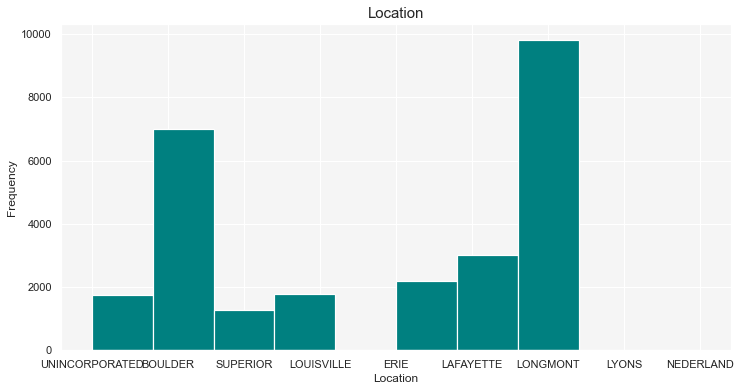 Location
10000
8000
6000
4000
2000
0
Frequency
UNINCORPORATED BOULDER SUPERIOR LOUISVILLE ERIE LAFAYETTE LONGMONT LYONS NEDERLAND
Location